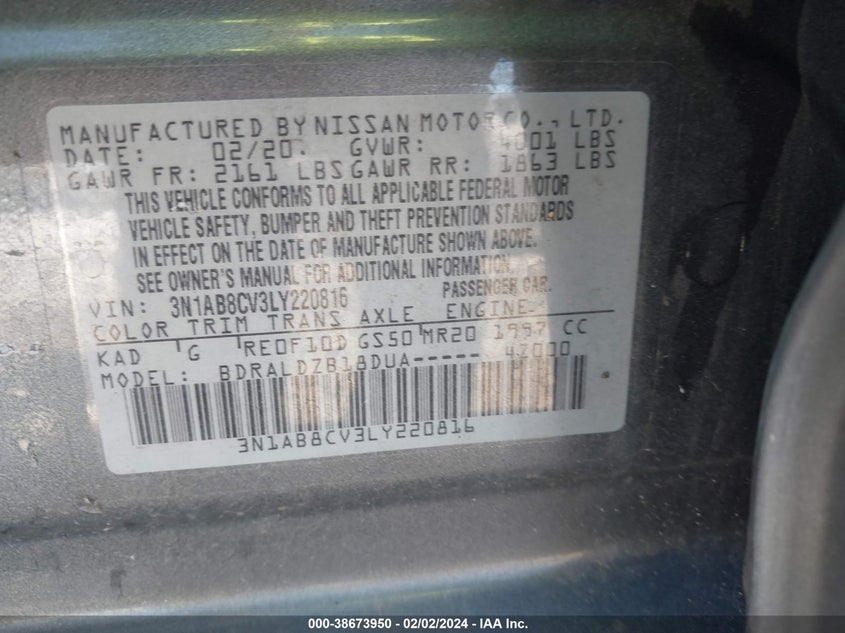 MANUFACTURED BY NISSAN MOTOR CO., LTD.
DATE: 02/20. GVWR: 4001 LBS
GAWR FR: 2161 LBS GAWR RR: 1863 LBS
THIS VEHICLE CONFORMS TO ALL APPLICABLE FEDERAL MOTOR
VEHICLE SAFETY, BUMPER AND THEFT PREVENTION STANDARDS
IN EFFECT ON THE DATE OF MANUFACTURE SHOWN ABOVE.
SEE OWNER'S MANUAL FOR ADDITIONAL INFORMATION.
VIN: 3N1AB8CV3LY220816 PASSENGER CAR.
COLOR TRIM TRANS AXLE ENGINE
KAD G RE0F10D GS50 MR20 1997 CC
MODEL: BDRALDZB18DUA----- 4Z000
3N1AB8CV3LY220816
000-38673950 - 02/02/2024 - IAA Inc.